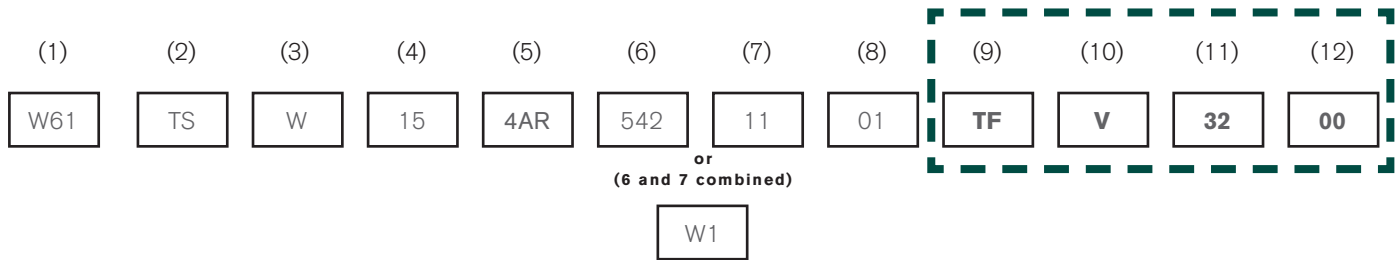 (1) (2) (3) (4) (5) (6) (7) (8) (9) (10) (11) (12)
W61 TS W 15 4AR 542 11 01 TF V 32 00
or
(6 and 7 combined)
W1